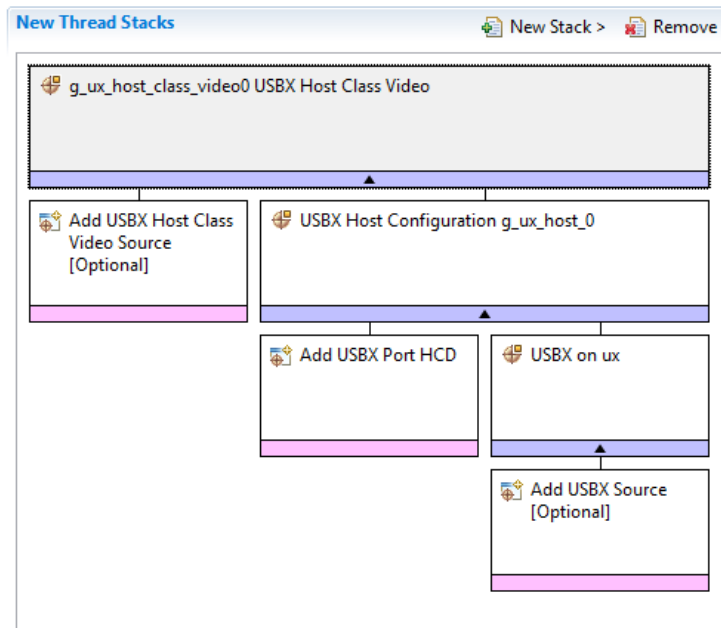 New Thread Stacks
New Stack >
Remove
g_ux_host_class_video0 USBX Host Class Video
Add USBX Host Class
Video Source
[Optional]
USBX Host Configuration g_ux_host_0
Add USBX Port HCD
USBX on ux
Add USBX Source
[Optional]